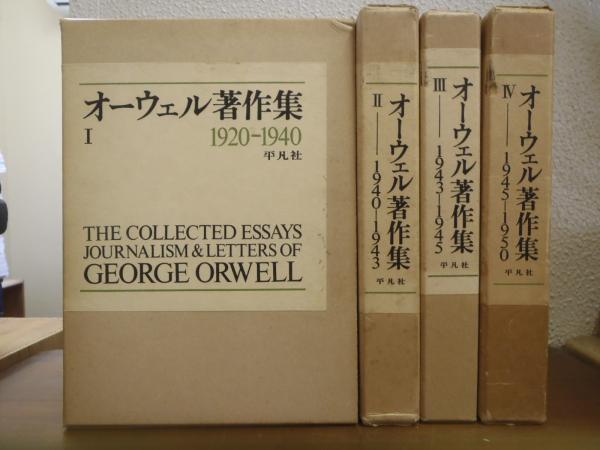 オーウェル著作集
I
1920-1940
平凡社
THE COLLECTED ESSAYS
JOURNALISM & LETTERS OF
GEORGE ORWELL
オーウェル著作集
II — 1940-1943
平凡社
オーウェル著作集
III — 1943-1945
平凡社
オーウェル著作集
IV — 1945-1950
平凡社